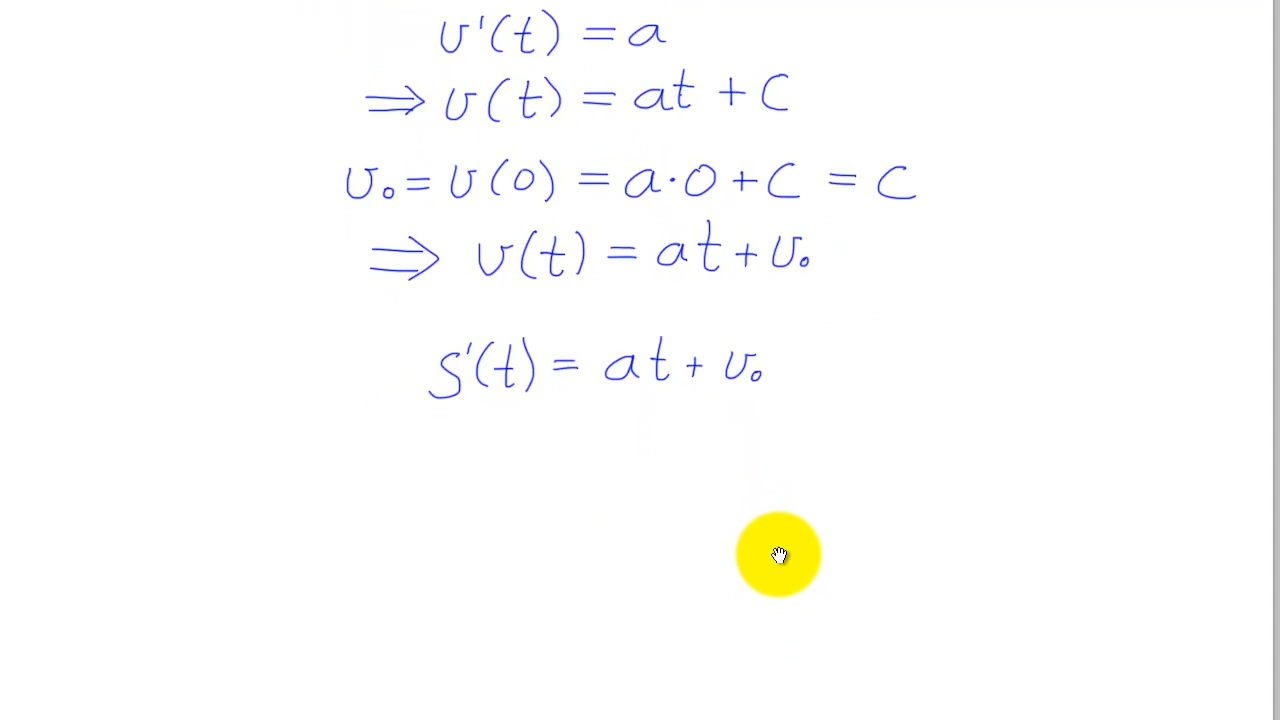 v'(t) = a
⇒ v(t) = at + C
v₀ = v(0) = a·0 + C = C
⇒ v(t) = at + v₀
s'(t) = at + v₀